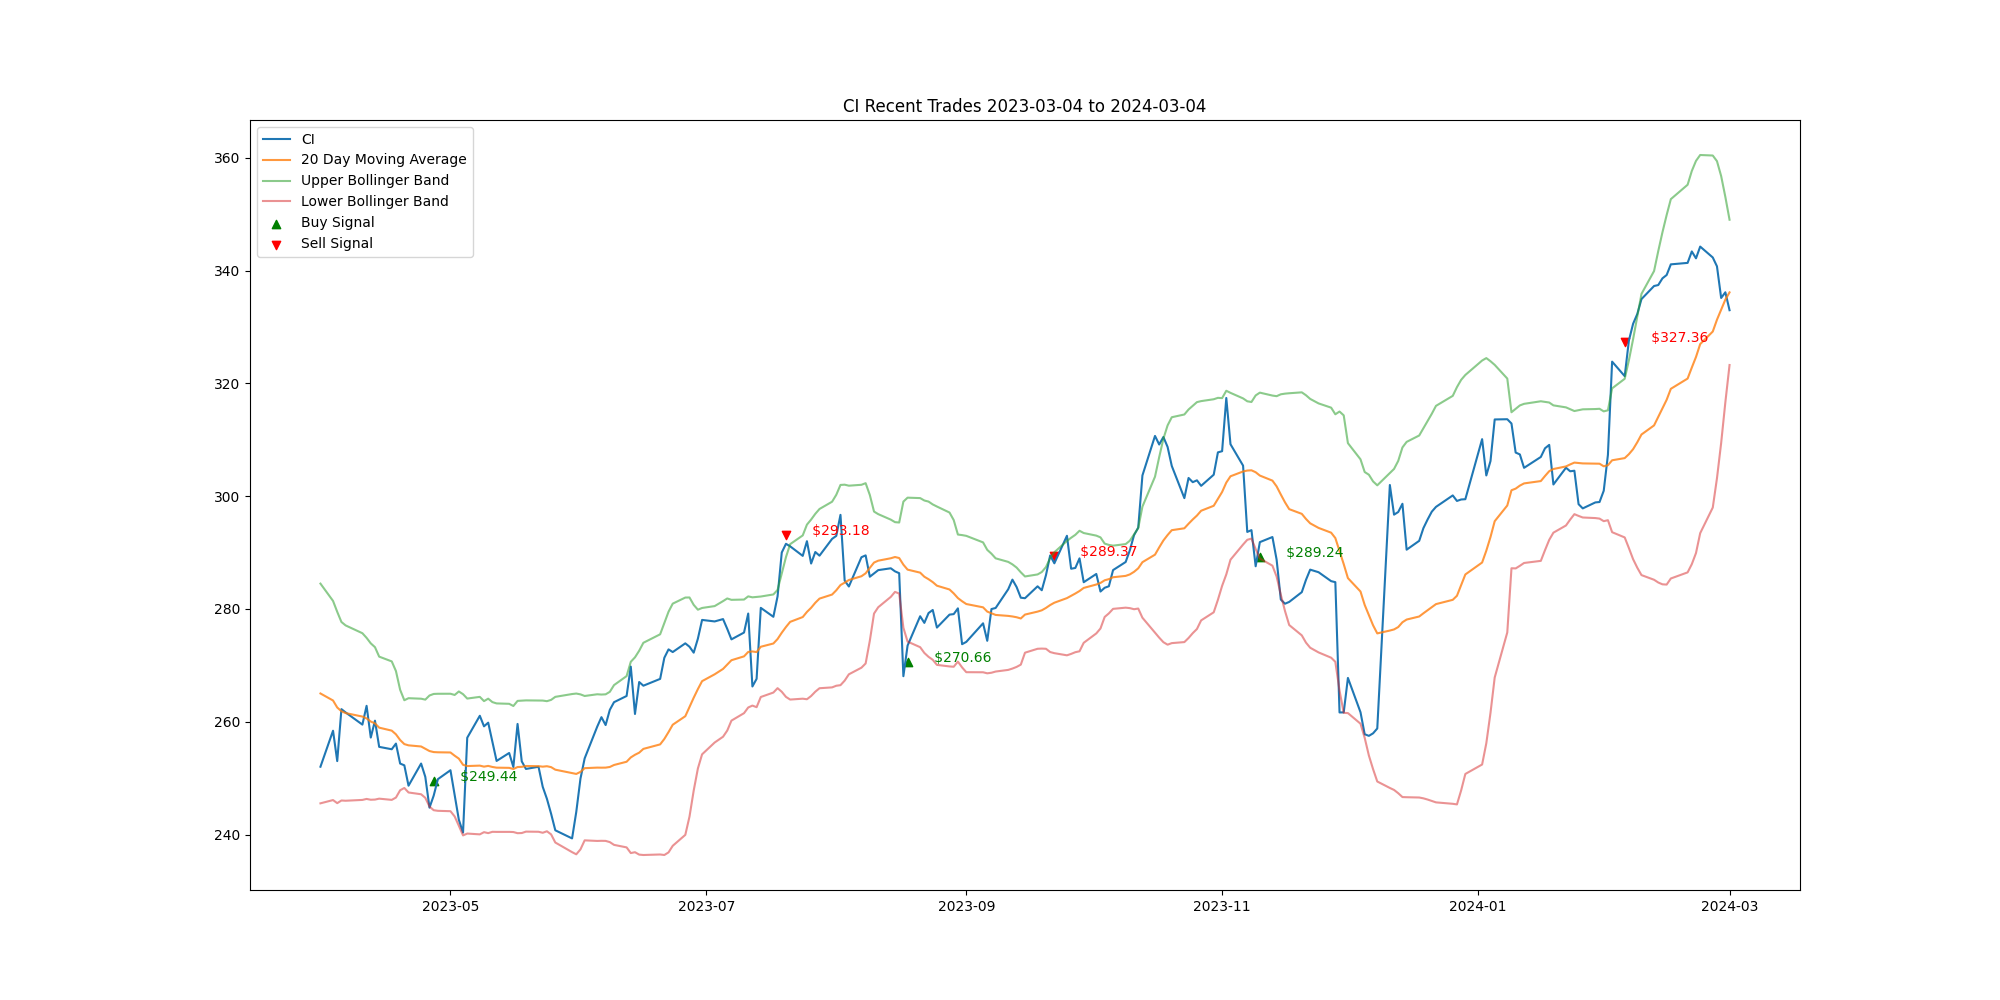 CI Recent Trades 2023-03-04 to 2024-03-04
CI
20 Day Moving Average
Upper Bollinger Band
Lower Bollinger Band
Buy Signal
Sell Signal
360
340
320
300
280
260
240
$327.36
$293.18
$289.37
$289.24
$270.66
$249.44
2023-05
2023-07
2023-09
2023-11
2024-01
2024-03